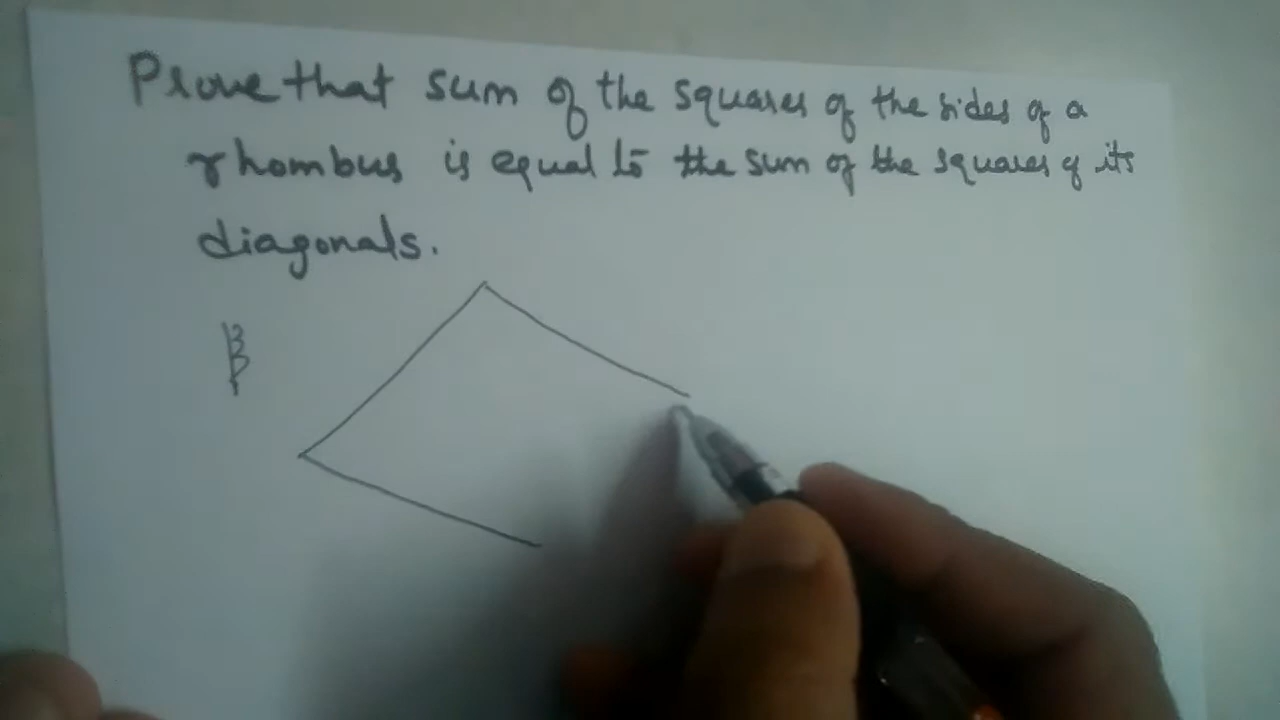 Prove that sum of the squares of the sides of a
rhombus is equal to the sum of the squares of its
diagonals.